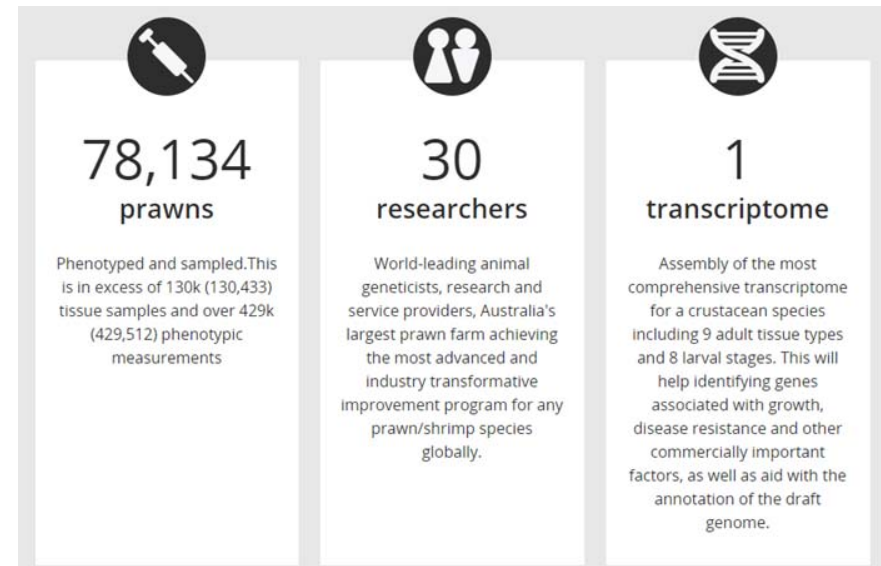 78,134
prawns
Phenotyped and sampled.This
is in excess of 130k (130,433)
tissue samples and over 429k
(429,512) phenotypic
measurements
30
researchers
World-leading animal
geneticists, research and
service providers, Australia's
largest prawn farm achieving
the most advanced and
industry transformative
improvement program for any
prawn/shrimp species
globally.
1
transcriptome
Assembly of the most
comprehensive transcriptome
for a crustacean species
including 9 adult tissue types
and 8 larval stages. This will
help identifying genes
associated with growth,
disease resistance and other
commercially important
factors, as well as aid with the
annotation of the draft
genome.